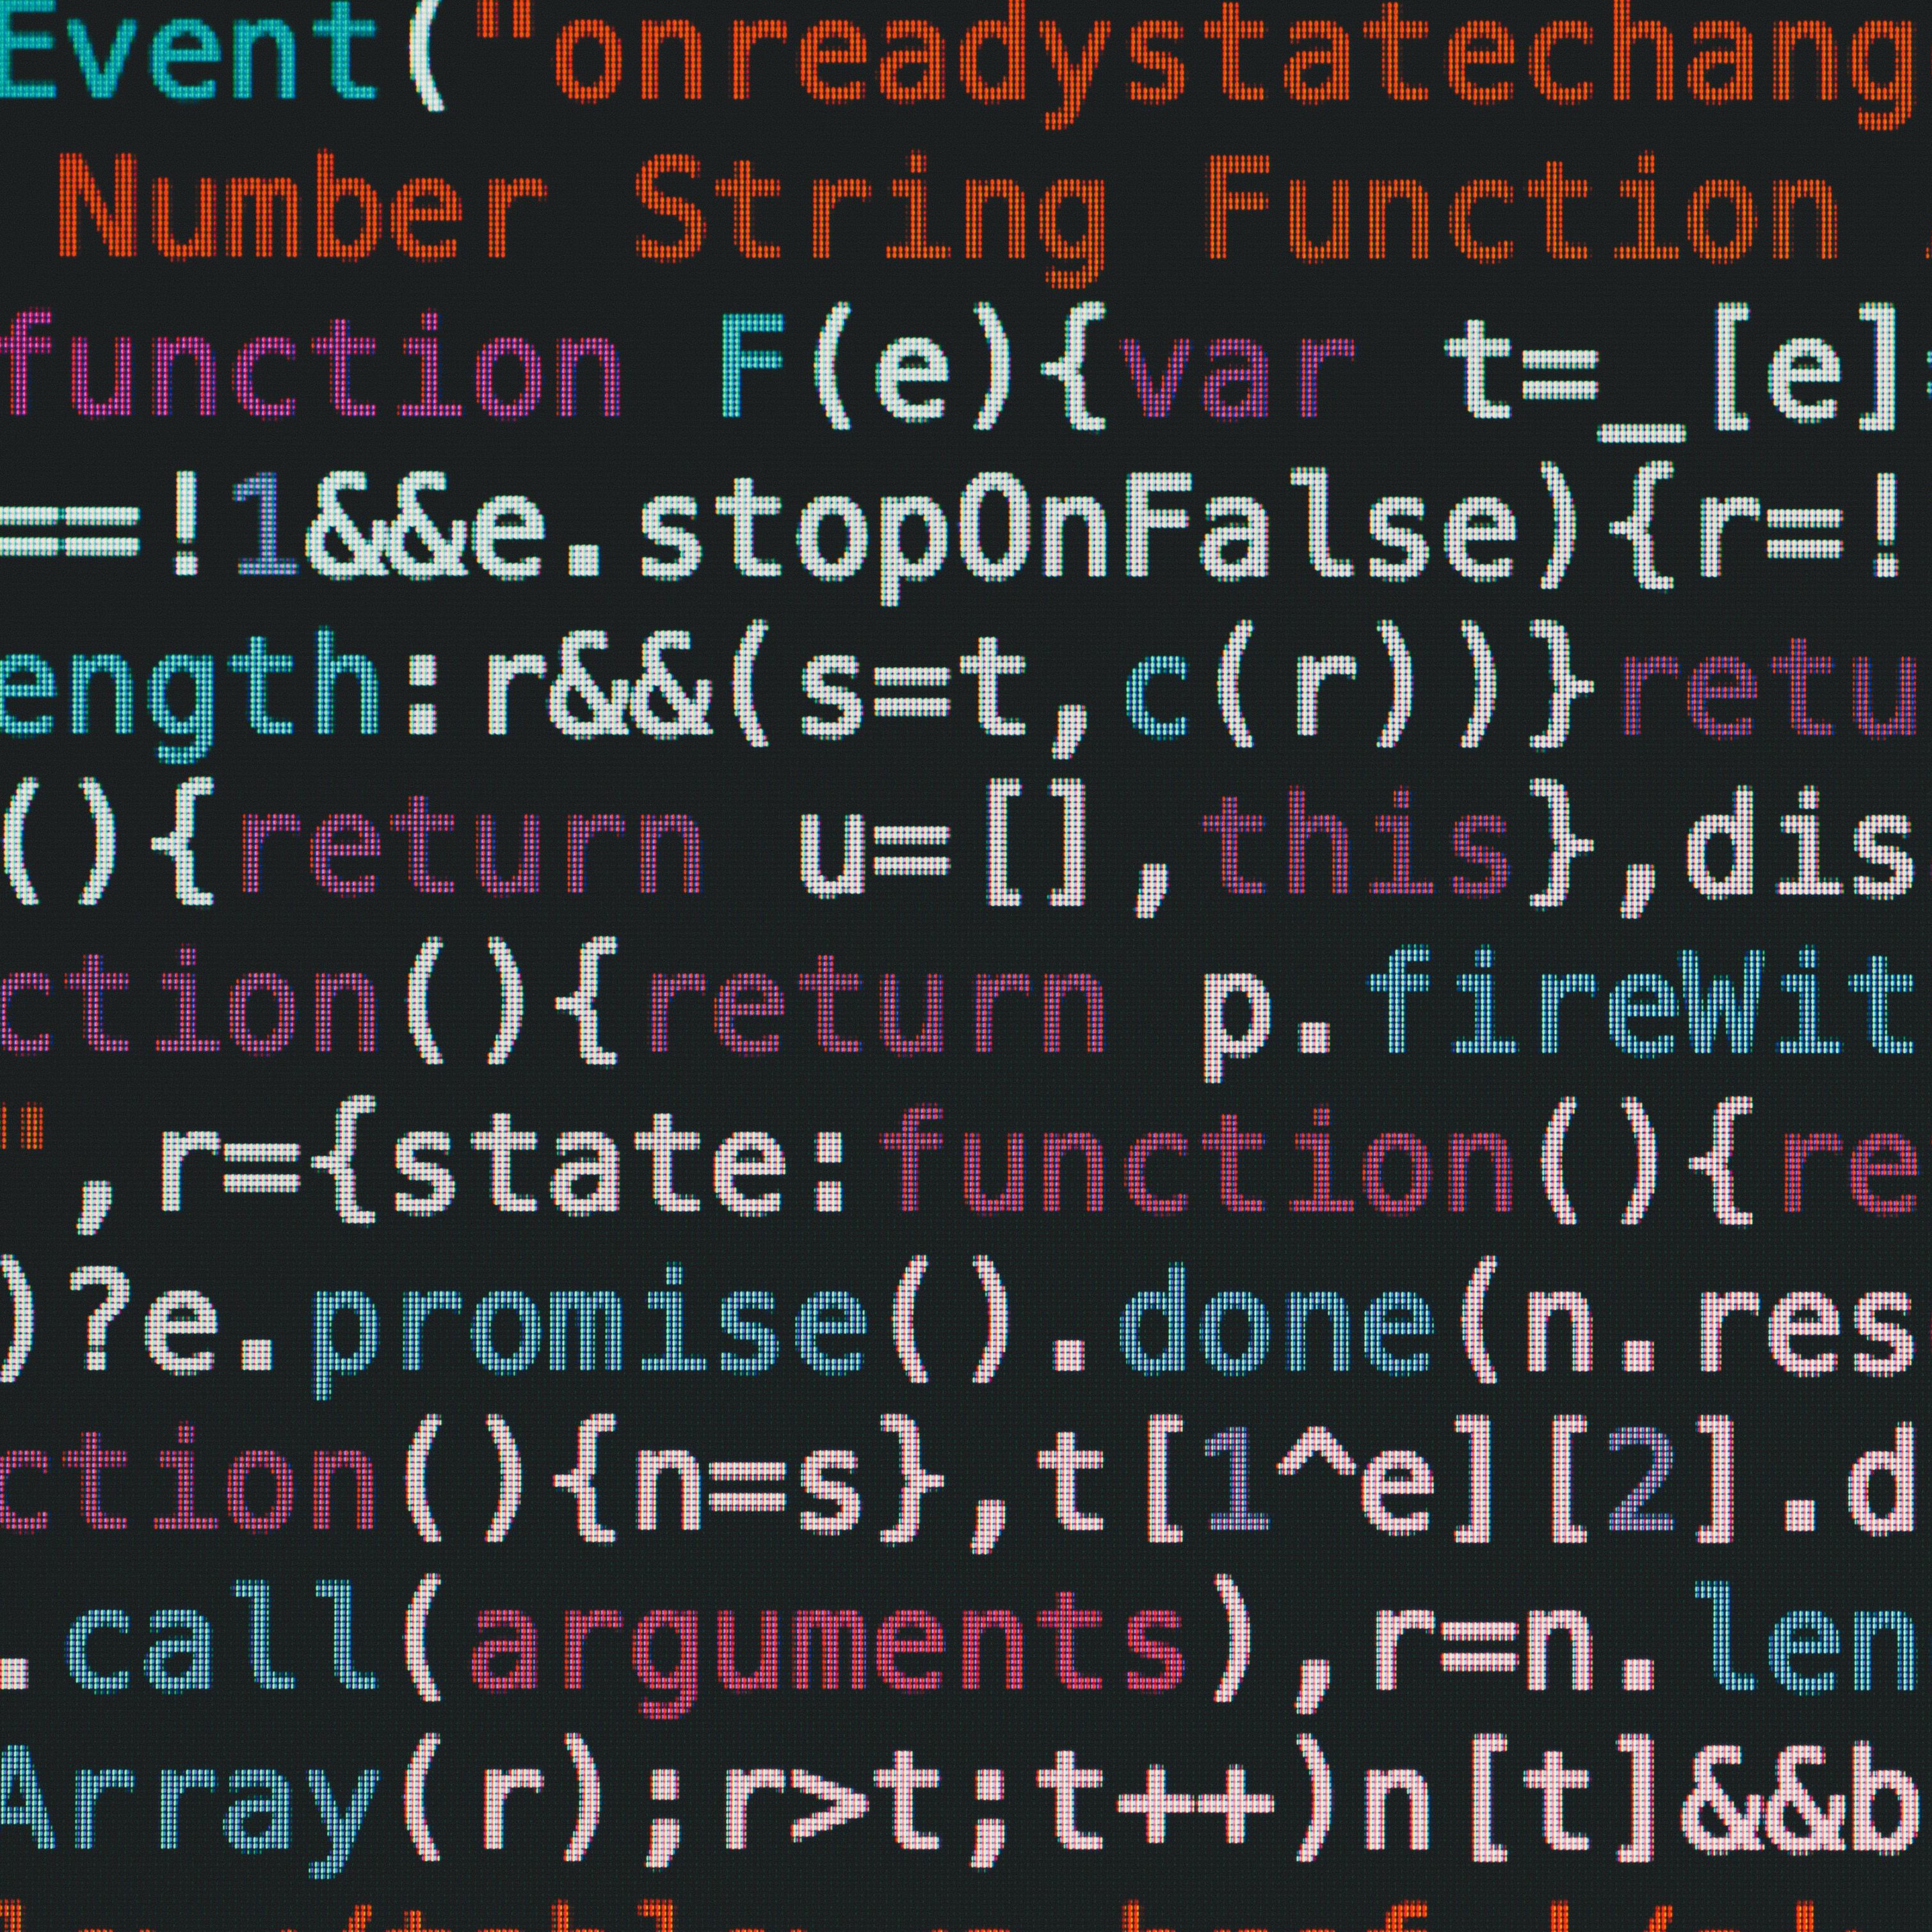 Event("onreadystatechang
Number String Function
function F(e){var t=_[e]=
==!1&&e.stopOnFalse){r=!
ength:r&&(s=t,c(r))}retu
(){return u=[],this},dis
ction(){return p.fireWit
",r={state:function(){re
)?e.promise().done(n.res
ction(){n=s},t[1^e][2].d
.call(arguments),r=n.len
Array(r);r>t;t++)n[t]&&b